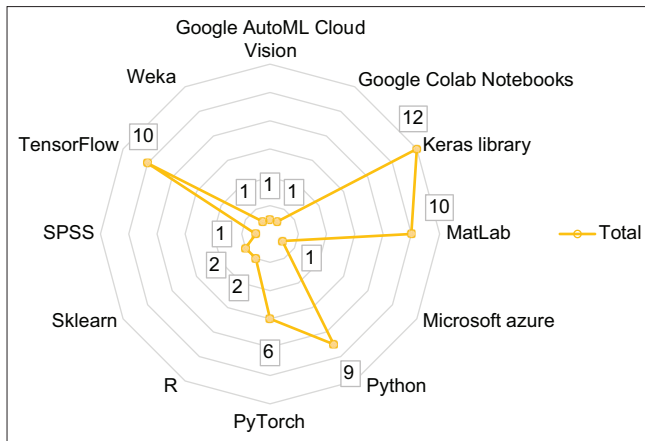 Google AutoML Cloud
Vision
Weka
Google Colab Notebooks
12
10
TensorFlow
Keras library
1
1
1
10
SPSS
1
MatLab
Total
1
2
2
Sklearn
Microsoft azure
6
9
R
Python
PyTorch